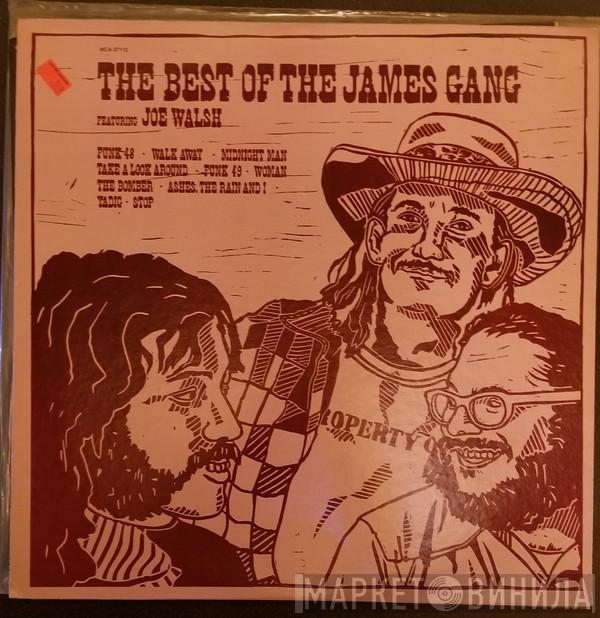 MCA-37112
THE BEST OF THE JAMES GANG
FEATURING JOE WALSH
FUNK 48 - WALK AWAY - MIDNIGHT MAN
TAKE A LOOK AROUND - FUNK 49 - WOMAN
THE BOMBER - ASHES, THE RAIN AND I
YADIG - STOP
ROPERTY O
МАРКЕТ ВИНИЛА